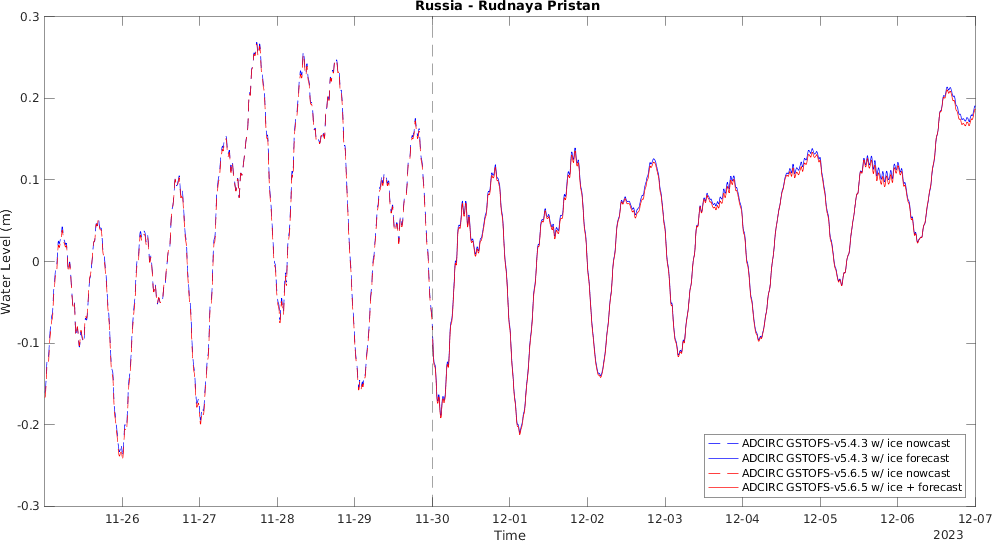 Russia - Rudnaya Pristan
Water Level (m)
0.3
0.2
0.1
0
-0.1
-0.2
-0.3
11-26
11-27
11-28
11-29
11-30
12-01
12-02
12-03
12-04
12-05
12-06
12-07
Time
2023
ADCIRC GSTOFS-v5.4.3 w/ ice nowcast
ADCIRC GSTOFS-v5.4.3 w/ ice forecast
ADCIRC GSTOFS-v5.6.5 w/ ice nowcast
ADCIRC GSTOFS-v5.6.5 w/ ice + forecast